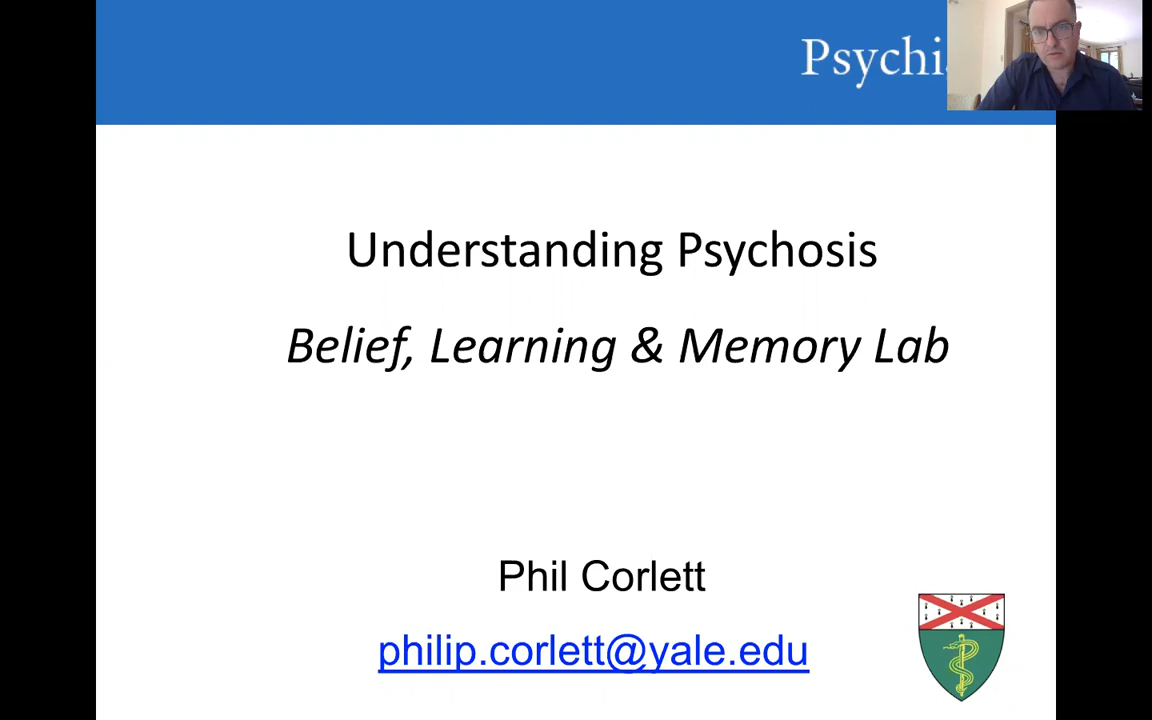 Psychi
Understanding Psychosis
Belief, Learning & Memory Lab
Phil Corlett
philip.corlett@yale.edu